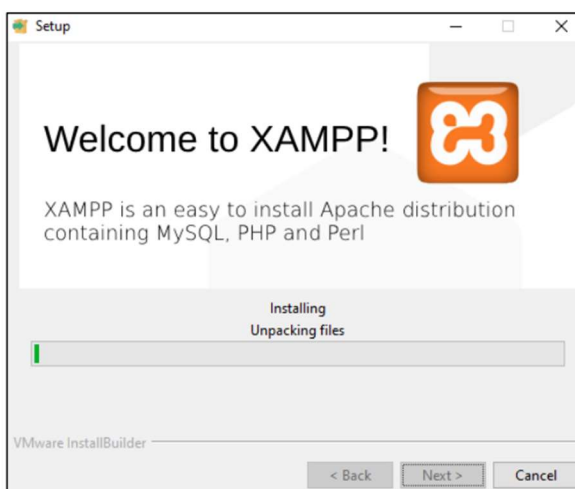 Setup
Welcome to XAMPP!
XAMPP is an easy to install Apache distribution
containing MySQL, PHP and Perl
Installing
Unpacking files
VMware InstallBuilder
< Back
Next >
Cancel